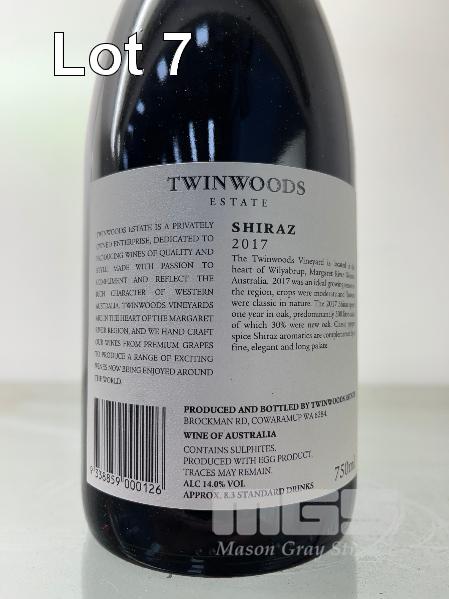 Lot 7
TWINWOODS
ESTATE
TWINWOODS ESTATE IS A PRIVATELY
OWNED ENTERPRISE, DEDICATED TO
PRODUCING WINES OF QUALITY AND
STYLE MADE WITH PASSION TO
COMPLIMENT AND REFLECT THE
RICH CHARACTER OF WESTERN
AUSTRALIA. TWINWOODS VINEYARDS
ARE IN THE HEART OF THE MARGARET
RIVER REGION, AND WE HAND CRAFT
OUR WINES FROM PREMIUM GRAPES
TO PRODUCE A RANGE OF EXCITING
WINES NOW BEING ENJOYED AROUND
THE WORLD.
SHIRAZ
2017
The Twinwoods Vineyard is located in the
heart of Wilyabrup, Margaret River
Australia. 2017 was an ideal growing
the region, crops were moderate and
were classic in nature. The 2017 Shiraz
one year in oak, predominantly
of which 30% were new oak. Classic
spice Shiraz aromatics are complemented
fine, elegant and long palate.
PRODUCED AND BOTTLED BY TWINWOODS
BROCKMAN RD, COWARAMUP WA 6284.
WINE OF AUSTRALIA
CONTAINS SULPHITES.
PRODUCED WITH EGG PRODUCT.
TRACES MAY REMAIN.
ALC 14.0% VOL
APPROX. 8.3 STANDARD DRINKS
750ml
9 338859 000126
MGS
Mason Gray